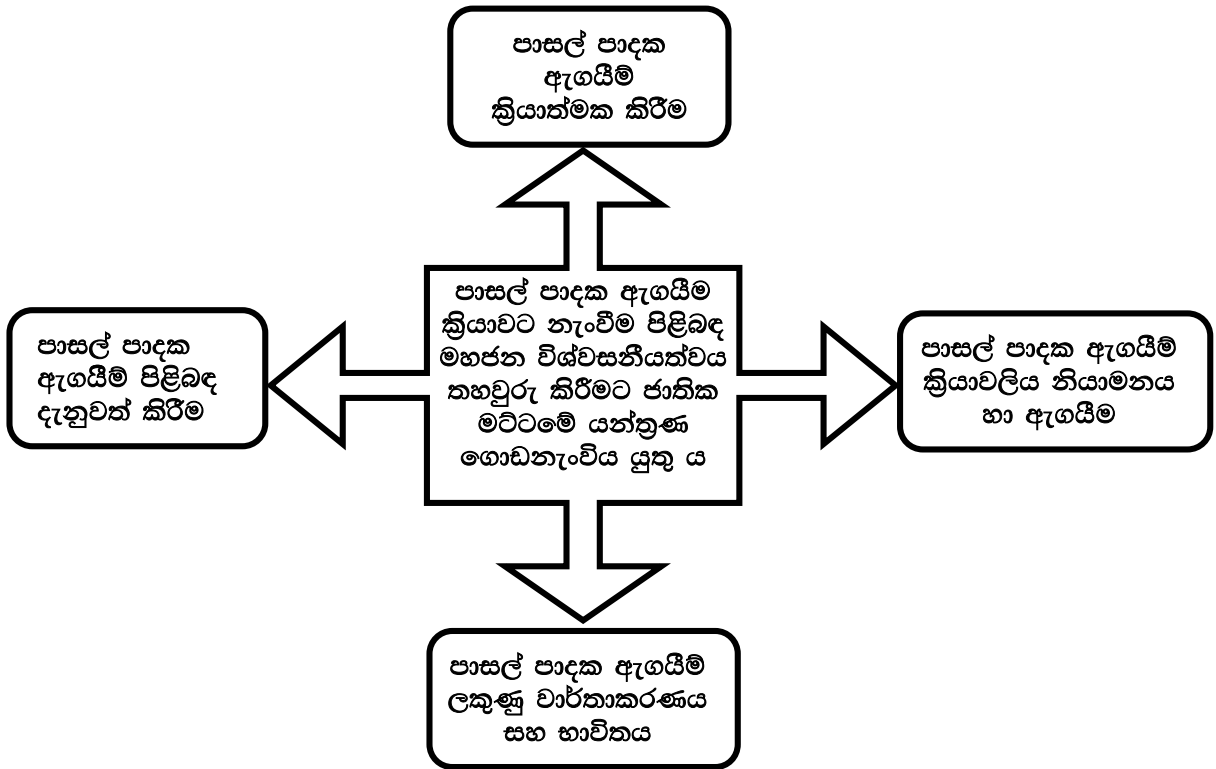 පාසල් පාදක
ඇගයීම්
ක්‍රියාත්මක කිරීම
පාසල් පාදක ඇගයීම
ක්‍රියාවට නැංවීම පිළිබඳ
මහජන විශ්වසනීයත්වය
තහවුරු කිරීමට ජාතික
මට්ටමේ යන්ත්‍රණ
ගොඩනැංවිය යුතු ය
පාසල් පාදක
ඇගයීම් පිළිබඳ
දැනුවත් කිරීම
පාසල් පාදක ඇගයීම්
ක්‍රියාවලිය නියාමනය
හා ඇගයීම
පාසල් පාදක ඇගයීම්
ලකුණු වාර්තාකරණය
සහ භාවිතය